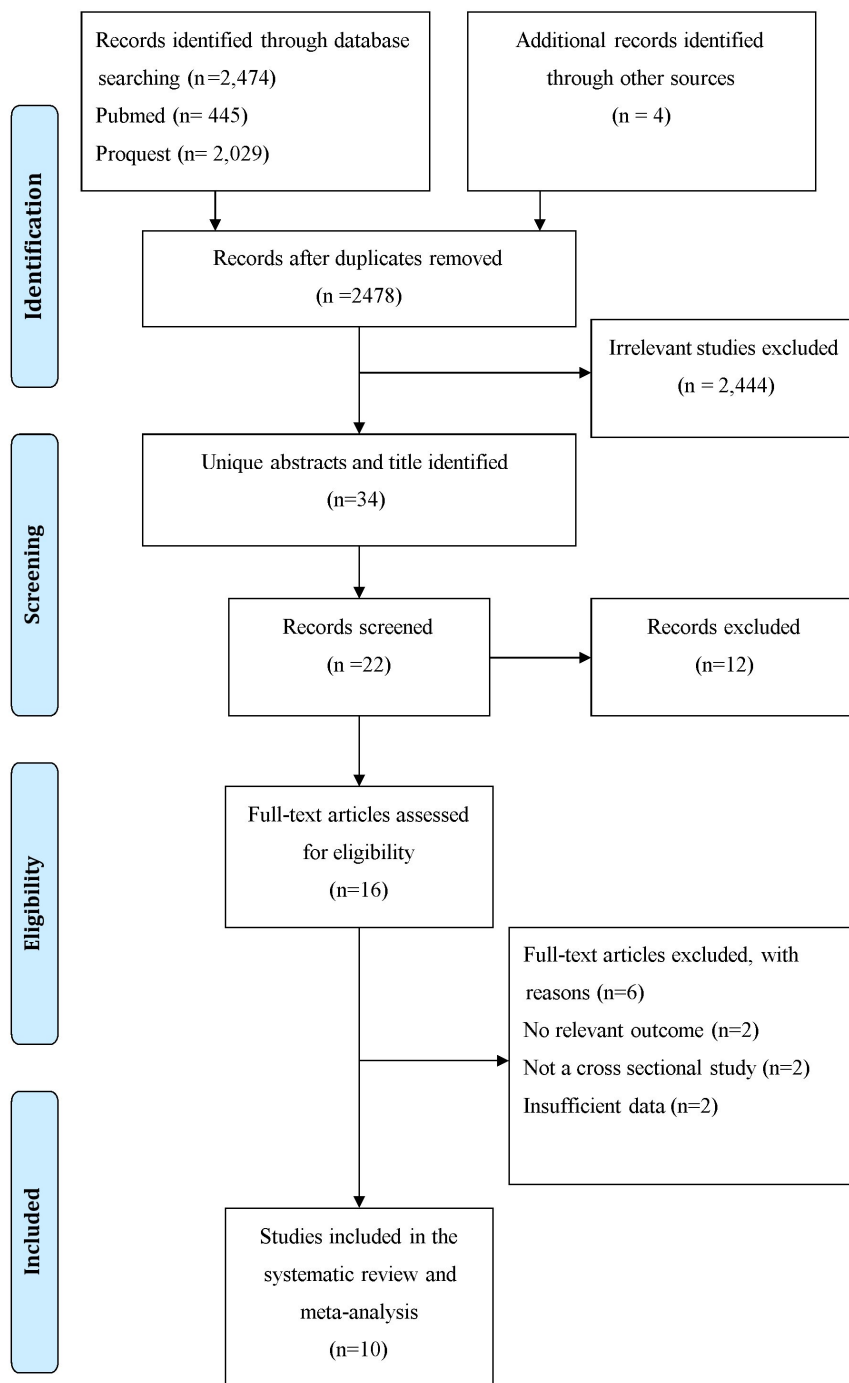 Records identified through database
searching (n=2,474)
Pubmed (n= 445)
Proquest (n= 2,029)
Additional records identified
through other sources
(n = 4)
Identification
Records after duplicates removed
(n =2478)
Irrelevant studies excluded
(n = 2,444)
Screening
Unique abstracts and title identified
(n=34)
Records screened
(n =22)
Records excluded
(n=12)
Eligibility
Full-text articles assessed
for eligibility
(n=16)
Full-text articles excluded, with
reasons (n=6)
No relevant outcome (n=2)
Not a cross sectional study (n=2)
Insufficient data (n=2)
Included
Studies included in the
systematic review and
meta-analysis
(n=10)